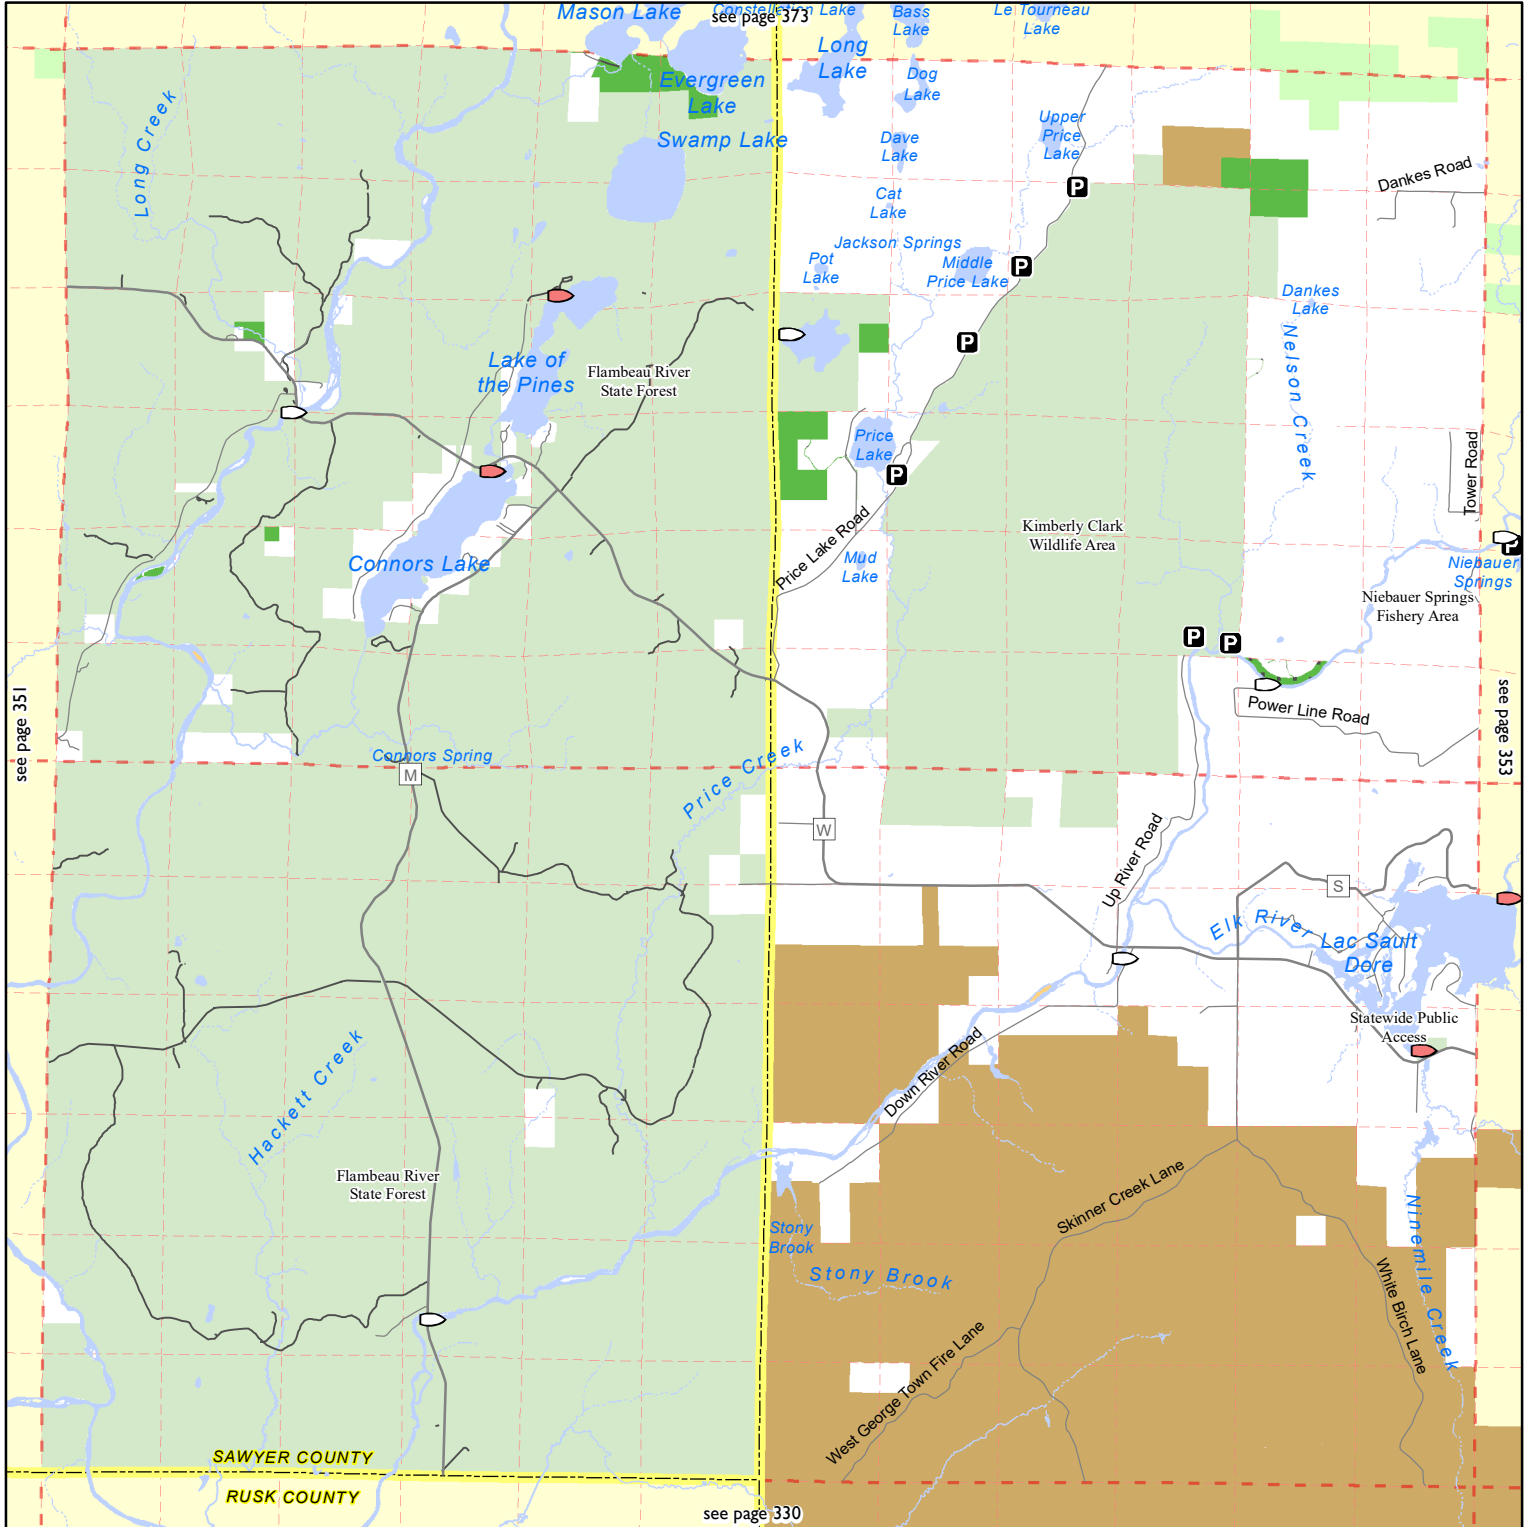 Mason Lake
Constellation Lake
see page 373
Bass
Lake
Le Tourneau
Lake
Long
Lake
Evergreen
Lake
Dog
Lake
Swamp Lake
Dave
Lake
Upper
Price
Lake
Long Creek
Dankes Road
Cat
Lake
Jackson Springs
Pot
Lake
Middle
Price Lake
P
P
P
P
Dankes
Lake
Nelson Creek
Lake of
the Pines
Flambeau River
State Forest
Price
Lake
Tower Road
Price Lake Road
Kimberly Clark
Wildlife Area
Connors Lake
Mud
Lake
P
Niebauer
Springs
Niebauer Springs
Fishery Area
P
P
Power Line Road
see page 351
see page 353
Connors Spring
M
Price Creek
W
Up River Road
S
Elk River
Lac Sault
Dore
Statewide Public
Access
Down River Road
Hackett Creek
Flambeau River
State Forest
Skinner Creek Lane
Stony
Brook
Stony Brook
Ninemile Creek
White Birch Lane
West George Town Fire Lane
SAWYER COUNTY
RUSK COUNTY
see page 330